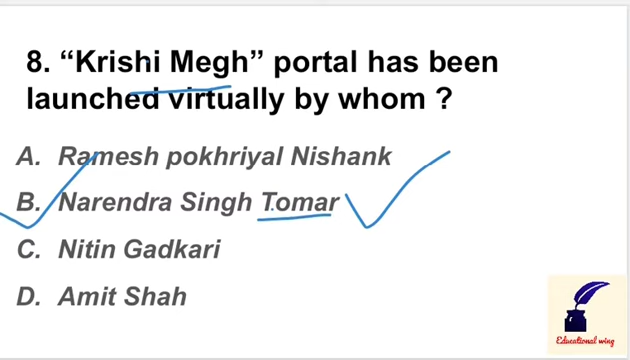 8. “Krishi Megh” portal has been
launched virtually by whom ?
A. Ramesh pokhriyal Nishank
B. Narendra Singh Tomar
C. Nitin Gadkari
D. Amit Shah
Educational wing